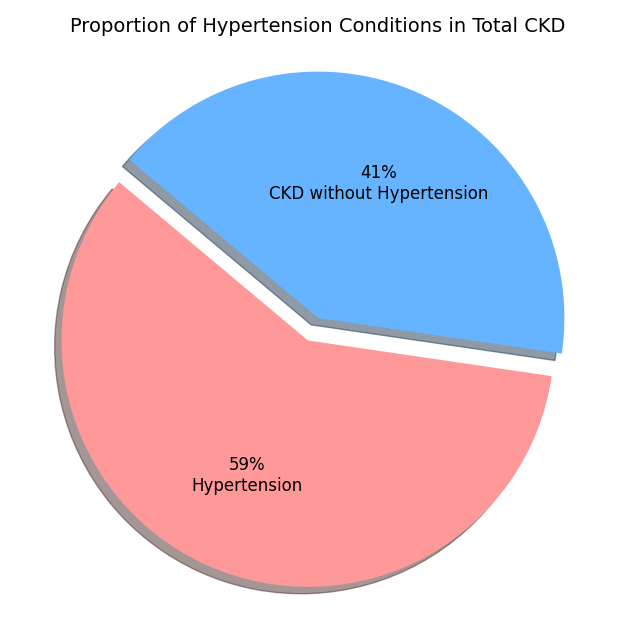 Proportion of Hypertension Conditions in Total CKD
41%
CKD without Hypertension
59%
Hypertension